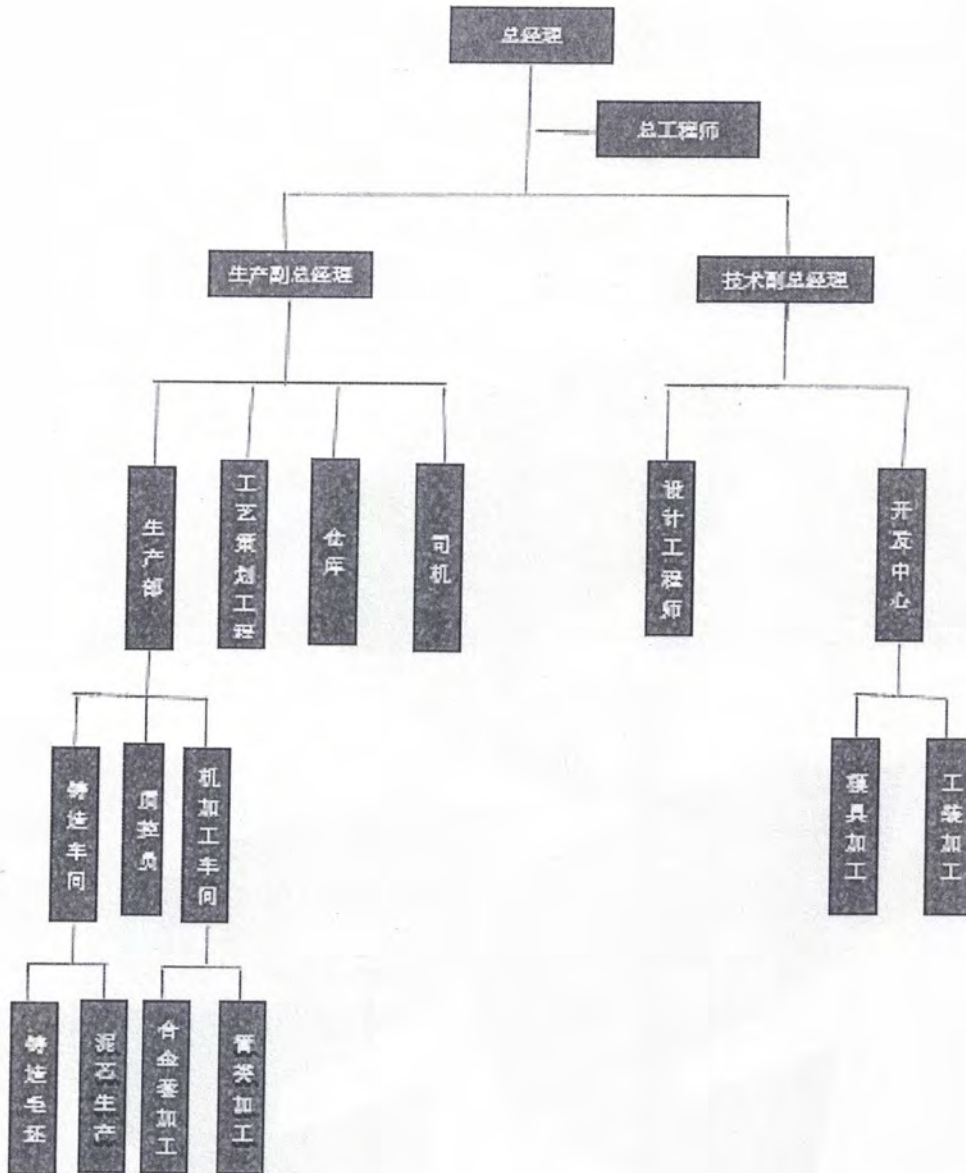 总经理
总工程师
生产副总经理
技术副总经理
生产部
工艺策划工程
仓库
司机
设计工程师
开发中心
铸造车间
质控员
机加工车间
模具加工
工装加工
铸造毛坯
泥芯生产
合金釜加工
管类加工